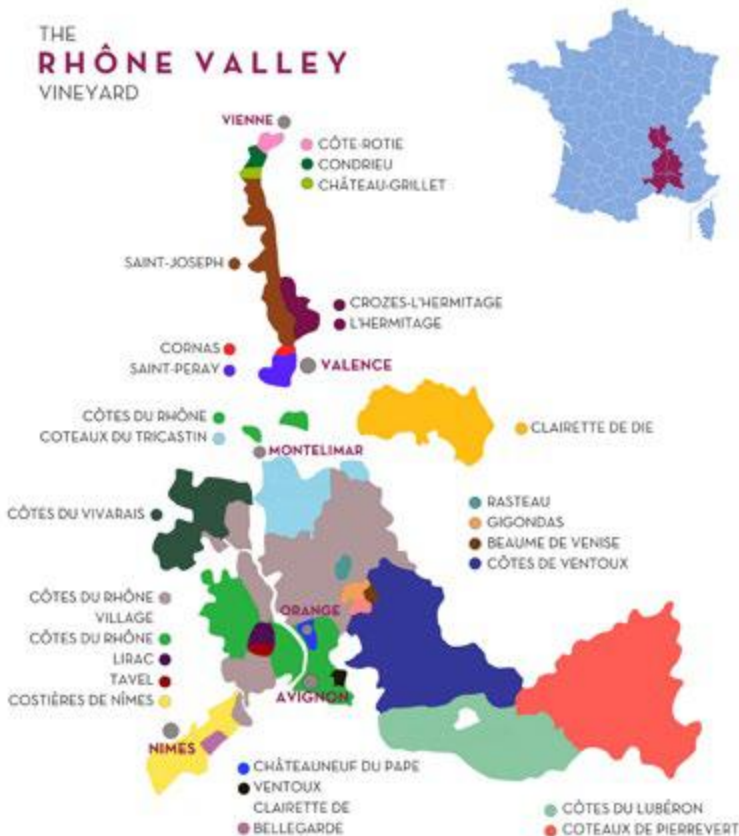 THE
RHÔNE VALLEY
VINEYARD
VIENNE
CÔTE-ROTIE
CONDRIEU
CHÂTEAU-GRILLET
SAINT-JOSEPH
CROZES-L'HERMITAGE
L'HERMITAGE
CORNAS
SAINT-PERAY
VALENCE
CÔTES DU RHÔNE
COTEAUX DU TRICASTIN
CLAIRETTE DE DIE
MONTELIMAR
CÔTES DU VIVARAIS
RASTEAU
GIGONDAS
BEAUME DE VENISE
CÔTES DE VENTOUX
CÔTES DU RHÔNE
VILLAGE
CÔTES DU RHÔNE
LIRAC
TAVEL
COSTIÈRES DE NÎMES
ORANGE
AVIGNON
NIMES
CHÂTEAUNEUF DU PAPE
VENTOUX
CLAIRETTE DE
BELLEGARDE
CÔTES DU LUBÉRON
COTEAUX DE PIERREVERT